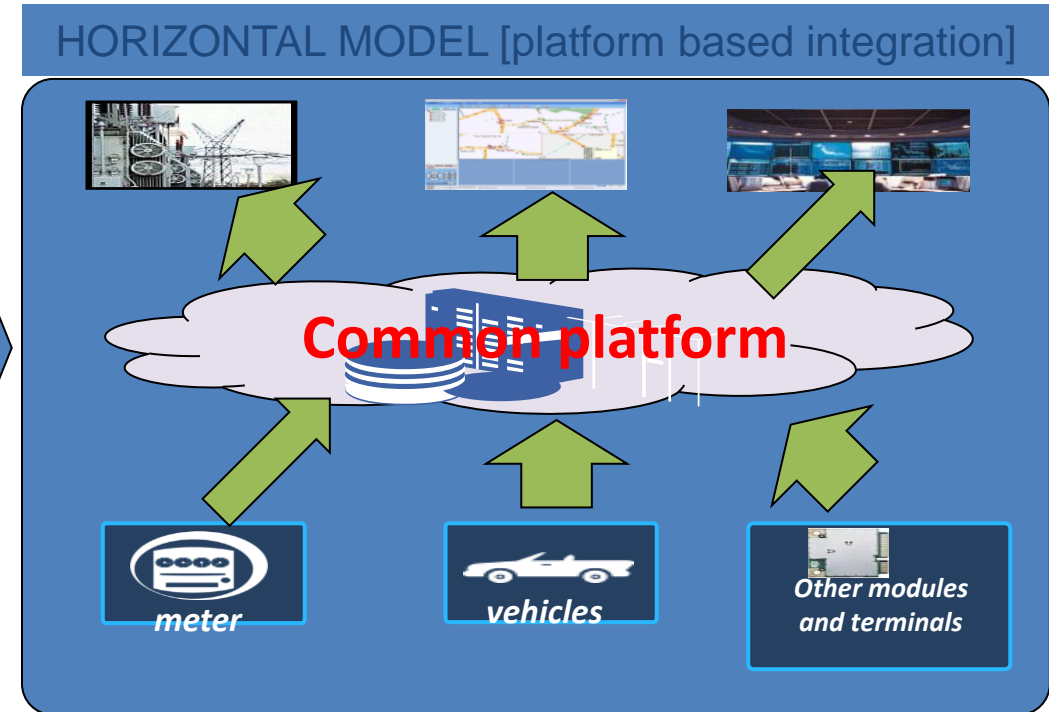 HORIZONTAL MODEL [platform based integration]
Common platform
meter
vehicles
Other modules
and terminals